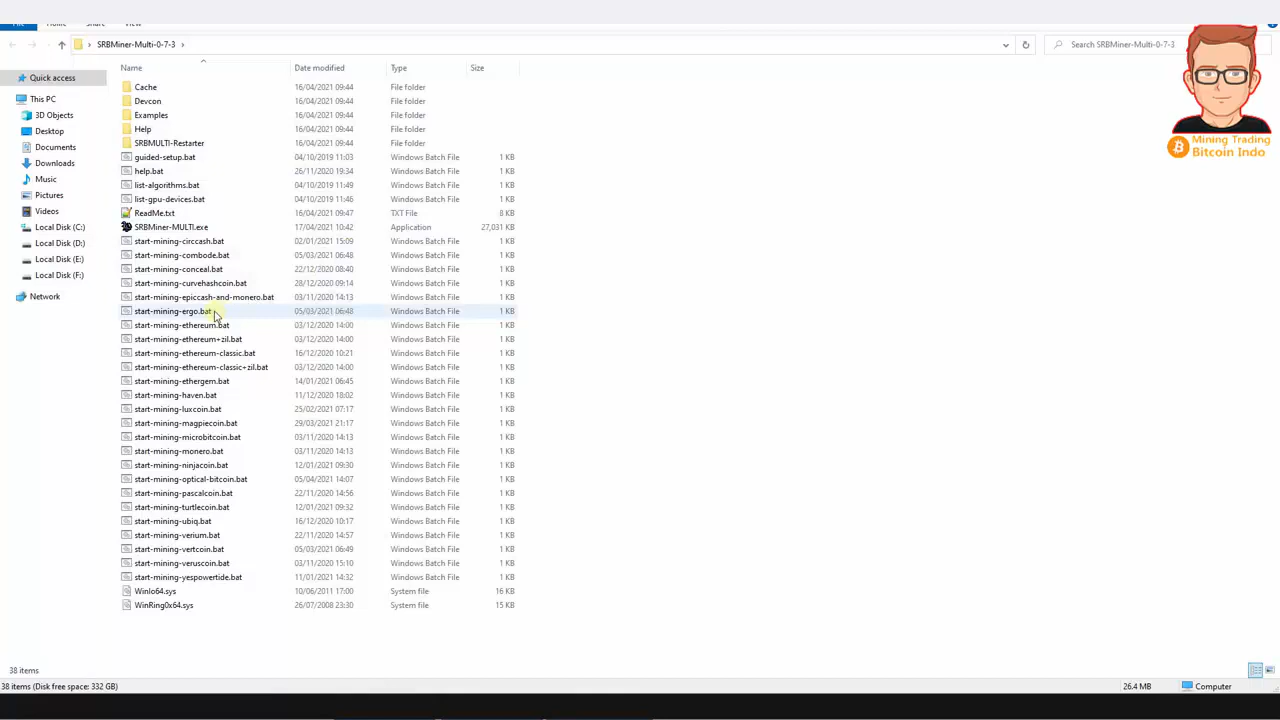 File Home Share View
SRBMiner-Multi-0-7-3
Search SRBMiner-Multi-0-7-3
Name Date modified Type Size
Quick access
This PC
3D Objects
Desktop
Documents
Downloads
Music
Pictures
Videos
Local Disk (C:)
Local Disk (D:)
Local Disk (E:)
Local Disk (F:)
Network
Cache 16/04/2021 09:44 File folder
Devcon 16/04/2021 09:44 File folder
Examples 16/04/2021 09:44 File folder
Help 16/04/2021 09:44 File folder
SRBMULTI-Restarter 16/04/2021 09:44 File folder
guided-setup.bat 04/10/2019 11:03 Windows Batch File 1 KB
help.bat 26/11/2020 19:34 Windows Batch File 1 KB
list-algorithms.bat 04/10/2019 11:49 Windows Batch File 1 KB
list-gpu-devices.bat 04/10/2019 11:46 Windows Batch File 1 KB
ReadMe.txt 16/04/2021 09:47 TXT File 8 KB
SRBMiner-MULTI.exe 17/04/2021 10:42 Application 27,031 KB
start-mining-circcash.bat 02/01/2021 15:09 Windows Batch File 1 KB
start-mining-combode.bat 05/03/2021 06:48 Windows Batch File 1 KB
start-mining-conceal.bat 22/12/2020 08:40 Windows Batch File 1 KB
start-mining-curvehashcoin.bat 28/12/2020 09:14 Windows Batch File 1 KB
start-mining-epiccash-and-monero.bat 03/11/2020 14:13 Windows Batch File 1 KB
start-mining-ergo.bat 05/03/2021 06:48 Windows Batch File 1 KB
start-mining-ethereum.bat 03/12/2020 14:00 Windows Batch File 1 KB
start-mining-ethereum+zil.bat 03/12/2020 14:00 Windows Batch File 1 KB
start-mining-ethereum-classic.bat 16/12/2020 10:21 Windows Batch File 1 KB
start-mining-ethereum-classic+zil.bat 03/12/2020 14:00 Windows Batch File 1 KB
start-mining-ethergem.bat 14/01/2021 06:45 Windows Batch File 1 KB
start-mining-haven.bat 11/12/2020 18:02 Windows Batch File 1 KB
start-mining-luxcoin.bat 25/02/2021 07:17 Windows Batch File 1 KB
start-mining-magpiecoin.bat 29/03/2021 21:17 Windows Batch File 1 KB
start-mining-microbitcoin.bat 03/11/2020 14:13 Windows Batch File 1 KB
start-mining-monero.bat 03/11/2020 14:13 Windows Batch File 1 KB
start-mining-ninjacoin.bat 12/01/2021 09:30 Windows Batch File 1 KB
start-mining-optical-bitcoin.bat 05/04/2021 14:07 Windows Batch File 1 KB
start-mining-pascalcoin.bat 22/11/2020 14:56 Windows Batch File 1 KB
start-mining-turtlecoin.bat 12/01/2021 09:32 Windows Batch File 1 KB
start-mining-ubiq.bat 16/12/2020 10:17 Windows Batch File 1 KB
start-mining-verium.bat 22/11/2020 14:57 Windows Batch File 1 KB
start-mining-vertcoin.bat 05/03/2021 06:49 Windows Batch File 1 KB
start-mining-veruscoin.bat 03/11/2020 15:10 Windows Batch File 1 KB
start-mining-yespowertide.bat 11/01/2021 14:32 Windows Batch File 1 KB
WinIo64.sys 10/06/2011 17:00 System file 16 KB
WinRing0x64.sys 26/07/2008 23:30 System file 15 KB
Mining Trading
Bitcoin Indo
38 items
38 items (Disk free space: 332 GB) 26.4 MB Computer